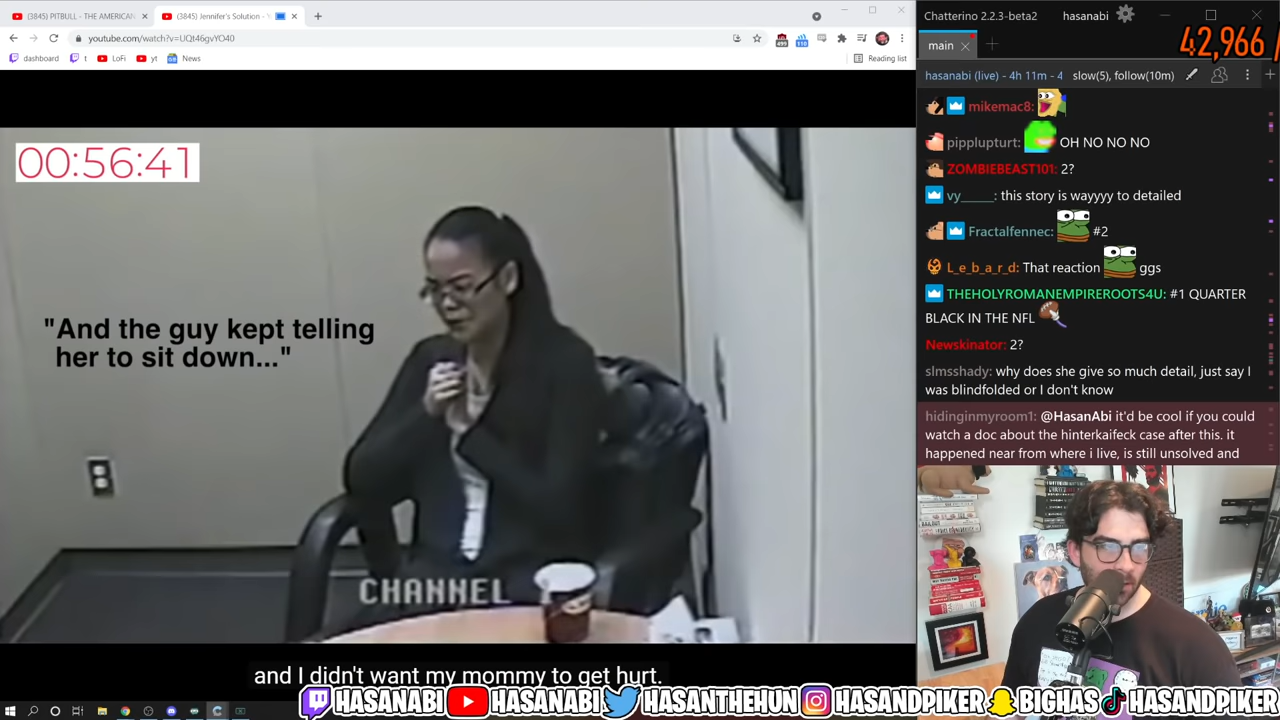 (3845) PITBULL - THE AMERICAN
(3845) Jennifer's Solution -
youtube.com/watch?v=UQt46gvYO40
dashboard
t
LoFi
yt
News
Reading list
00:56:41
"And the guy kept telling
her to sit down..."
CHANNEL
and I didn't want my mommy to get hurt.
Chatterino 2.2.3-beta2
hasanabi
42,966 /
main
hasanabi (live) - 4h 11m - 4
slow(5), follow(10m)
mikemac8:
pipplupturt: OH NO NO NO
ZOMBIEBEAST101: 2?
vy_____: this story is wayyyy to detailed
Fractalfennec: #2
L_e_b_a_r_d: That reaction ggs
THEHOLYROMANEMPIREROOTS4U: #1 QUARTER
BLACK IN THE NFL
Newskinator: 2?
slmsshady: why does she give so much detail, just say I
was blindfolded or I don't know
hidinginmyroom1: @HasanAbi it'd be cool if you could
watch a doc about the hinterkaifeck case after this. it
happened near from where i live, is still unsolved and
HASANABI HASANABI HASANTHEHUN HASANDPIKER BIGHAS HASANDPIKER